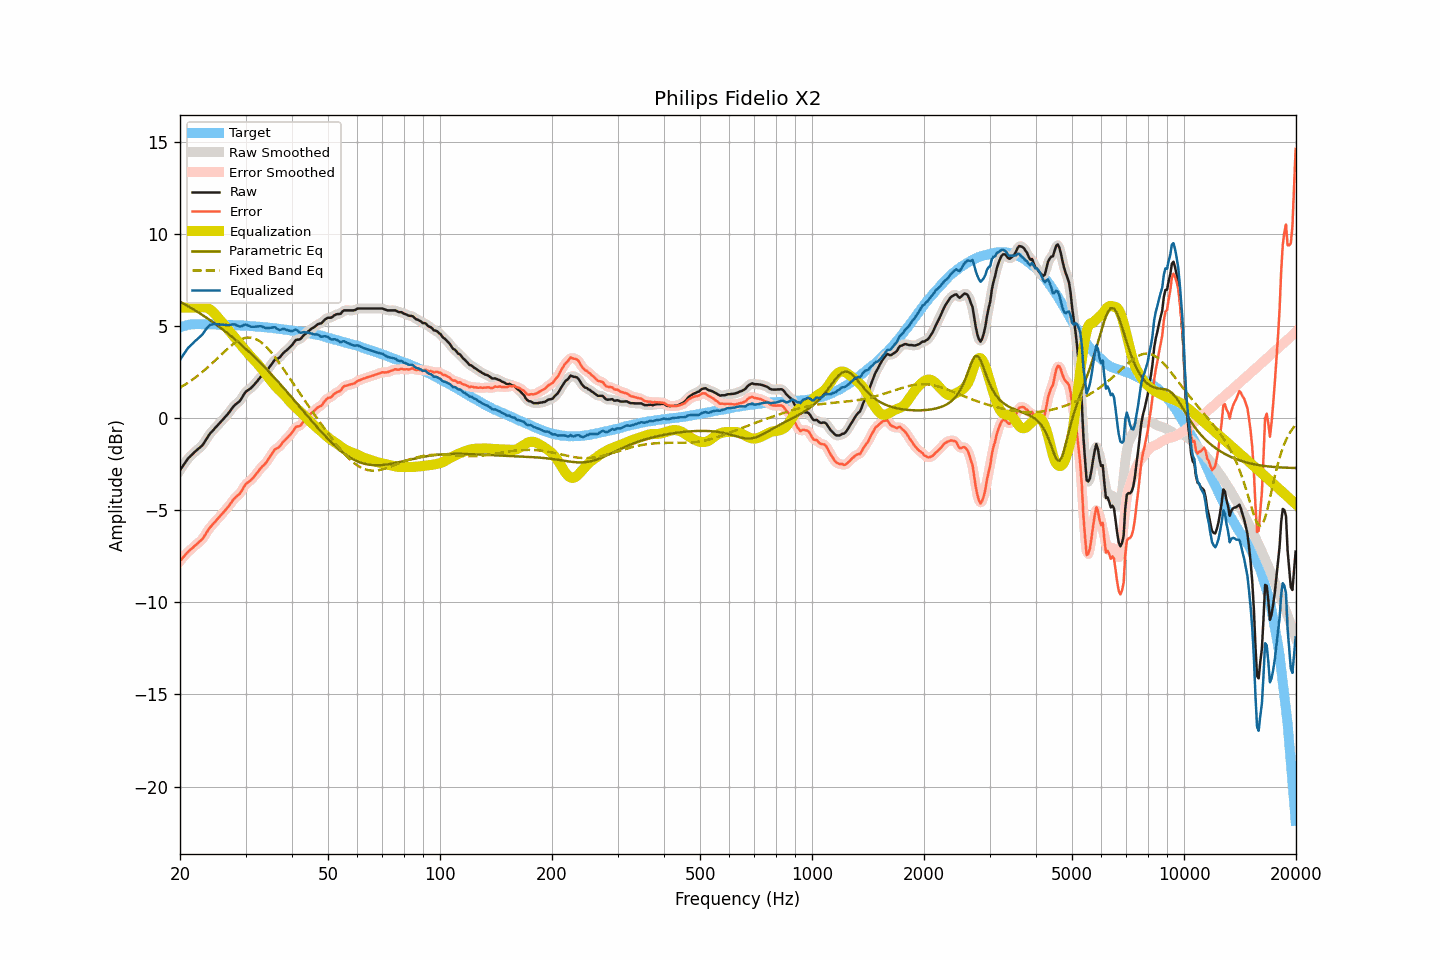 Philips Fidelio X2
Target
Raw Smoothed
Error Smoothed
Raw
Error
Equalization
Parametric Eq
Fixed Band Eq
Equalized
15
10
5
0
−5
−10
−15
−20
Amplitude (dBr)
20 50 100 200 500 1000 2000 5000 10000 20000
Frequency (Hz)